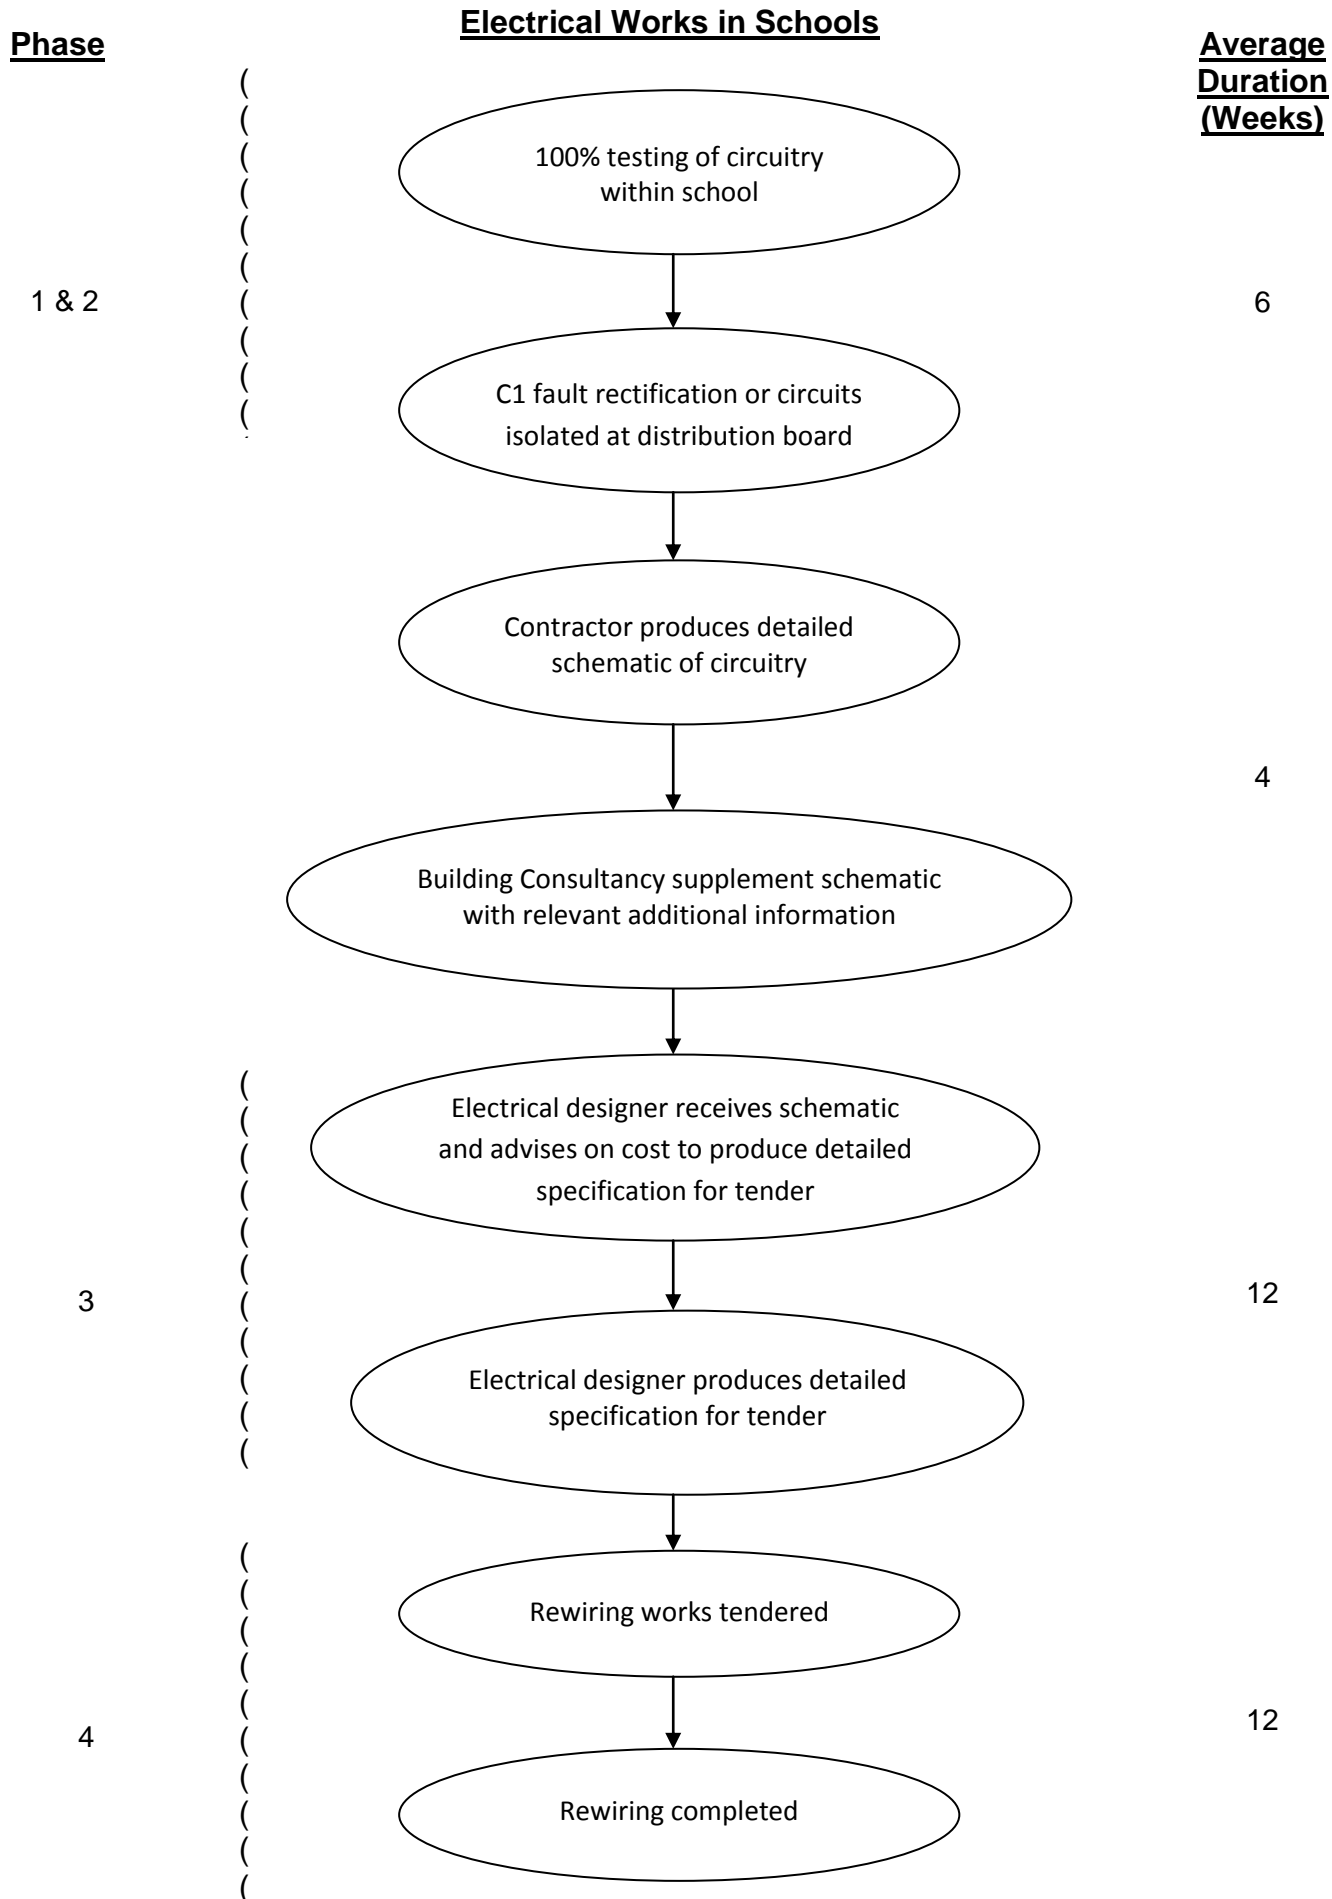 Electrical Works in Schools
Phase
Average
Duration
(Weeks)
(
(
(
(
(
(
(
(
(
(
100% testing of circuitry
within school
1 & 2
6
C1 fault rectification or circuits
isolated at distribution board
Contractor produces detailed
schematic of circuitry
4
Building Consultancy supplement schematic
with relevant additional information
(
(
(
(
(
(
(
(
(
(
(
Electrical designer receives schematic
and advises on cost to produce detailed
specification for tender
3
12
Electrical designer produces detailed
specification for tender
(
(
(
(
(
(
(
(
(
(
Rewiring works tendered
4
12
Rewiring completed